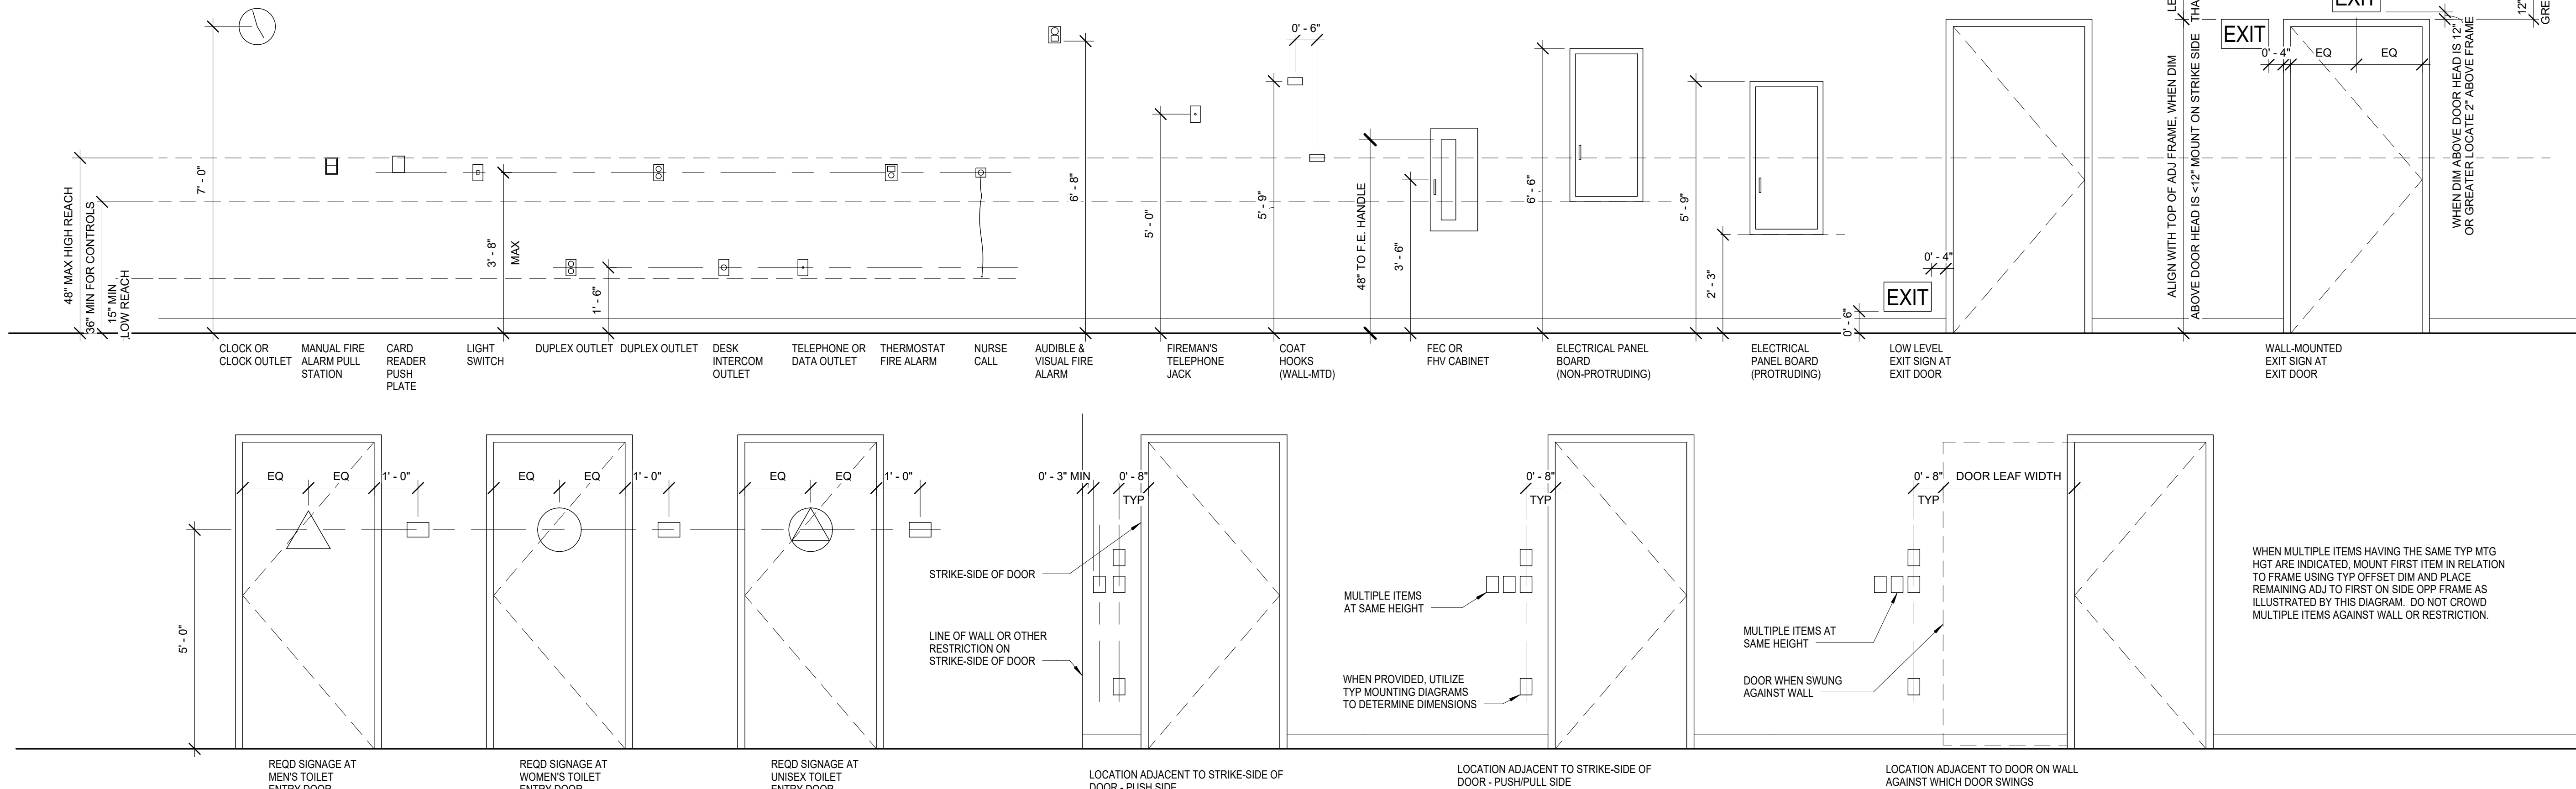 48" MAX HIGH REACH
36" MIN FOR CONTROLS
15" MIN
LOW REACH
7' - 0"
3' - 8"
MAX
1' - 6"
6' - 8"
5' - 0"
5' - 9"
0' - 6"
48" TO F.E. HANDLE
3' - 6"
6' - 6"
5' - 9"
2' - 3"
0' - 6"
0' - 4"
EXIT
ALIGN WITH TOP OF ADJ FRAME, WHEN DIM
ABOVE DOOR HEAD IS <12" MOUNT ON STRIKE SIDE
EXIT
0' - 4"
EQ
EQ
EXIT
WHEN DIM ABOVE DOOR HEAD IS 12"
OR GREATER LOCATE 2" ABOVE FRAME
12"
CLOCK OR
CLOCK OUTLET
MANUAL FIRE
ALARM PULL
STATION
CARD
READER
PUSH
PLATE
LIGHT
SWITCH
DUPLEX OUTLET
DUPLEX OUTLET
DESK
INTERCOM
OUTLET
TELEPHONE OR
DATA OUTLET
THERMOSTAT
FIRE ALARM
NURSE
CALL
AUDIBLE &
VISUAL FIRE
ALARM
FIREMAN'S
TELEPHONE
JACK
COAT
HOOKS
(WALL-MTD)
FEC OR
FHV CABINET
ELECTRICAL PANEL
BOARD
(NON-PROTRUDING)
ELECTRICAL
PANEL BOARD
(PROTRUDING)
LOW LEVEL
EXIT SIGN AT
EXIT DOOR
WALL-MOUNTED
EXIT SIGN AT
EXIT DOOR
5' - 0"
EQ
EQ
1' - 0"
REQD SIGNAGE AT
MEN'S TOILET
ENTRY DOOR
EQ
EQ
1' - 0"
REQD SIGNAGE AT
WOMEN'S TOILET
ENTRY DOOR
EQ
EQ
1' - 0"
REQD SIGNAGE AT
UNISEX TOILET
ENTRY DOOR
0' - 3" MIN
0' - 8"
TYP
STRIKE-SIDE OF DOOR
LINE OF WALL OR OTHER
RESTRICTION ON
STRIKE-SIDE OF DOOR
LOCATION ADJACENT TO STRIKE-SIDE OF
DOOR - PUSH SIDE
0' - 8"
TYP
MULTIPLE ITEMS
AT SAME HEIGHT
WHEN PROVIDED, UTILIZE
TYP MOUNTING DIAGRAMS
TO DETERMINE DIMENSIONS
LOCATION ADJACENT TO STRIKE-SIDE OF
DOOR - PUSH/PULL SIDE
0' - 8"
TYP
DOOR LEAF WIDTH
MULTIPLE ITEMS AT
SAME HEIGHT
DOOR WHEN SWUNG
AGAINST WALL
LOCATION ADJACENT TO DOOR ON WALL
AGAINST WHICH DOOR SWINGS
WHEN MULTIPLE ITEMS HAVING THE SAME TYP MTG
HGT ARE INDICATED, MOUNT FIRST ITEM IN RELATION
TO FRAME USING TYP OFFSET DIM AND PLACE
REMAINING ADJ TO FIRST ON SIDE OPP FRAME AS
ILLUSTRATED BY THIS DIAGRAM. DO NOT CROWD
MULTIPLE ITEMS AGAINST WALL OR RESTRICTION.